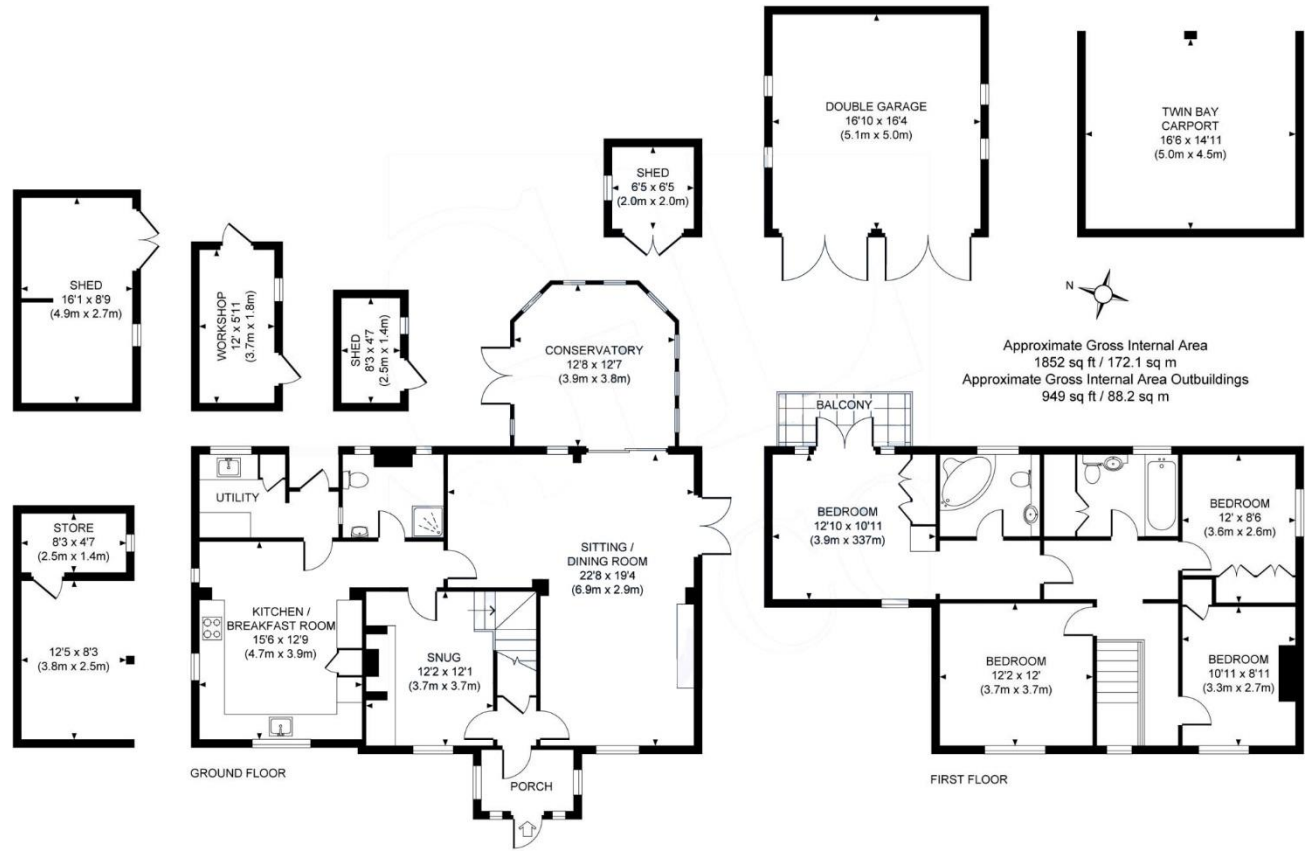 DOUBLE GARAGE
16'10 x 16'4
(5.1m x 5.0m)
TWIN BAY
CARPORT
16'6 x 14'11
(5.0m x 4.5m)
SHED
6'5 x 6'5
(2.0m x 2.0m)
SHED
16'1 x 8'9
(4.9m x 2.7m)
WORKSHOP
12' x 5'11
(3.7m x 1.8m)
SHED
8'3 x 4'7
(2.5m x 1.4m)
CONSERVATORY
12'8 x 12'7
(3.9m x 3.8m)
N
Approximate Gross Internal Area
1852 sq ft / 172.1 sq m
Approximate Gross Internal Area Outbuildings
949 sq ft / 88.2 sq m
BALCONY
UTILITY
STORE
8'3 x 4'7
(2.5m x 1.4m)
12'5 x 8'3
(3.8m x 2.5m)
KITCHEN /
BREAKFAST ROOM
15'6 x 12'9
(4.7m x 3.9m)
SNUG
12'2 x 12'1
(3.7m x 3.7m)
SITTING /
DINING ROOM
22'8 x 19'4
(6.9m x 2.9m)
PORCH
GROUND FLOOR
BEDROOM
12'10 x 10'11
(3.9m x 337m)
BEDROOM
12' x 8'6
(3.6m x 2.6m)
BEDROOM
12'2 x 12'
(3.7m x 3.7m)
BEDROOM
10'11 x 8'11
(3.3m x 2.7m)
FIRST FLOOR